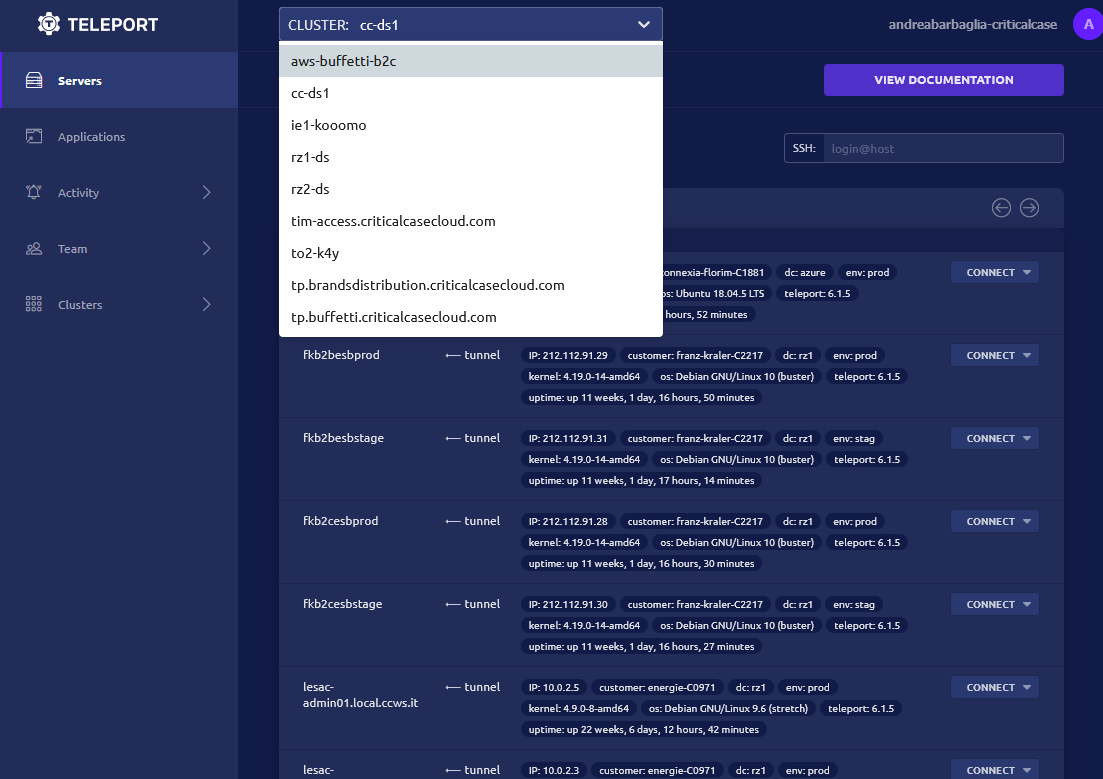 TELEPORT
CLUSTER: cc-ds1
andreabarbaglia-criticalcase
A
Servers
Applications
Activity
Team
Clusters
aws-buffetti-b2c
cc-ds1
ie1-kooomo
rz1-ds
rz2-ds
tim-access.criticalcasecloud.com
to2-k4y
tp.brandsdistribution.criticalcasecloud.com
tp.buffetti.criticalcasecloud.com
VIEW DOCUMENTATION
SSH: login@host
onnexia-florim-C1881 dc: azure env: prod CONNECT
os: Ubuntu 18.04.5 LTS teleport: 6.1.5
hours, 52 minutes
fkb2besbprod ← tunnel IP: 212.112.91.29 customer: franz-kraler-C2217 dc: rz1 env: prod CONNECT
kernel: 4.19.0-14-amd64 os: Debian GNU/Linux 10 (buster) teleport: 6.1.5
uptime: up 11 weeks, 1 day, 16 hours, 50 minutes
fkb2besbstage ← tunnel IP: 212.112.91.31 customer: franz-kraler-C2217 dc: rz1 env: stag CONNECT
kernel: 4.19.0-14-amd64 os: Debian GNU/Linux 10 (buster) teleport: 6.1.5
uptime: up 11 weeks, 1 day, 17 hours, 14 minutes
fkb2cesbprod ← tunnel IP: 212.112.91.28 customer: franz-kraler-C2217 dc: rz1 env: prod CONNECT
kernel: 4.19.0-14-amd64 os: Debian GNU/Linux 10 (buster) teleport: 6.1.5
uptime: up 11 weeks, 1 day, 16 hours, 30 minutes
fkb2cesbstage ← tunnel IP: 212.112.91.30 customer: franz-kraler-C2217 dc: rz1 env: stag CONNECT
kernel: 4.19.0-14-amd64 os: Debian GNU/Linux 10 (buster) teleport: 6.1.5
uptime: up 11 weeks, 1 day, 16 hours, 27 minutes
lesac- ← tunnel IP: 10.0.2.5 customer: energie-C0971 dc: rz1 env: prod CONNECT
admin01.local.ccws.it kernel: 4.9.0-8-amd64 os: Debian GNU/Linux 9.6 (stretch) teleport: 6.1.5
uptime: up 22 weeks, 6 days, 12 hours, 42 minutes
lesac- ← tunnel IP: 10.0.2.3 customer: energie-C0971 dc: rz1 env: prod CONNECT